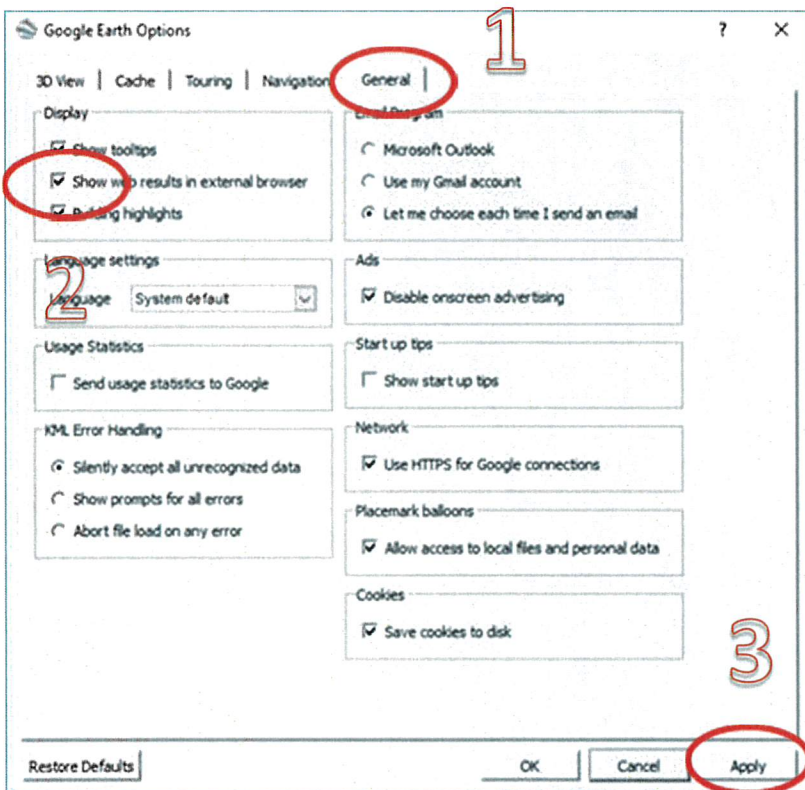 Google Earth Options ? ×
1
3D View | Cache | Touring | Navigation General |
Display
Show tooltips
Show web results in external browser
Building highlights
2
Language settings
Language System default
Usage Statistics
Send usage statistics to Google
KML Error Handling
Silently accept all unrecognized data
Show prompts for all errors
Abort file load on any error
Email Program
Microsoft Outlook
Use my Gmail account
Let me choose each time I send an email
Ads
Disable onscreen advertising
Start up tips
Show start up tips
Network
Use HTTPS for Google connections
Placemark balloons
Allow access to local files and personal data
Cookies
Save cookies to disk
3
Restore Defaults OK Cancel Apply